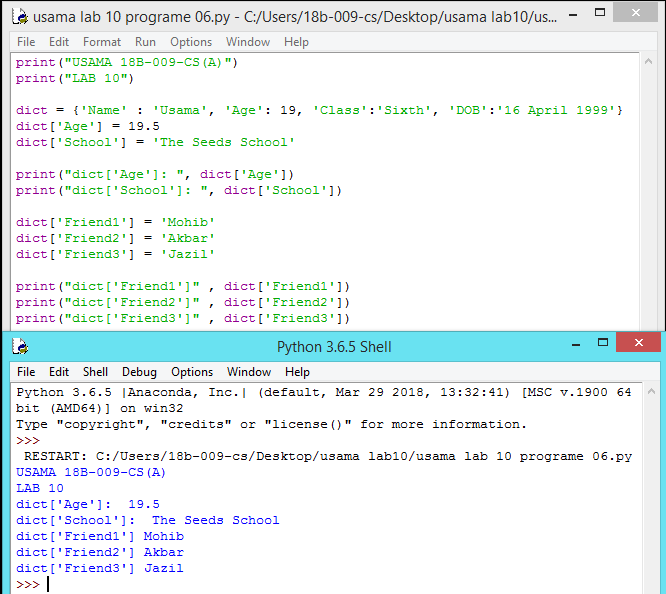 usama lab 10 programe 06.py - C:/Users/18b-009-cs/Desktop/usama lab10/us...
File Edit Format Run Options Window Help
print("USAMA 18B-009-CS(A)")
print("LAB 10")
dict = {'Name' : 'Usama', 'Age': 19, 'Class':'Sixth', 'DOB':'16 April 1999'}
dict['Age'] = 19.5
dict['School'] = 'The Seeds School'
print("dict['Age']: ", dict['Age'])
print("dict['School']: ", dict['School'])
dict['Friend1'] = 'Mohib'
dict['Friend2'] = 'Akbar'
dict['Friend3'] = 'Jazil'
print("dict['Friend1']" , dict['Friend1'])
print("dict['Friend2']" , dict['Friend2'])
print("dict['Friend3']" , dict['Friend3'])
Python 3.6.5 Shell
File Edit Shell Debug Options Window Help
Python 3.6.5 |Anaconda, Inc.| (default, Mar 29 2018, 13:32:41) [MSC v.1900 64
bit (AMD64)] on win32
Type "copyright", "credits" or "license()" for more information.
>>>
RESTART: C:/Users/18b-009-cs/Desktop/usama lab10/usama lab 10 programe 06.py
USAMA 18B-009-CS(A)
LAB 10
dict['Age']:  19.5
dict['School']:  The Seeds School
dict['Friend1'] Mohib
dict['Friend2'] Akbar
dict['Friend3'] Jazil
>>>